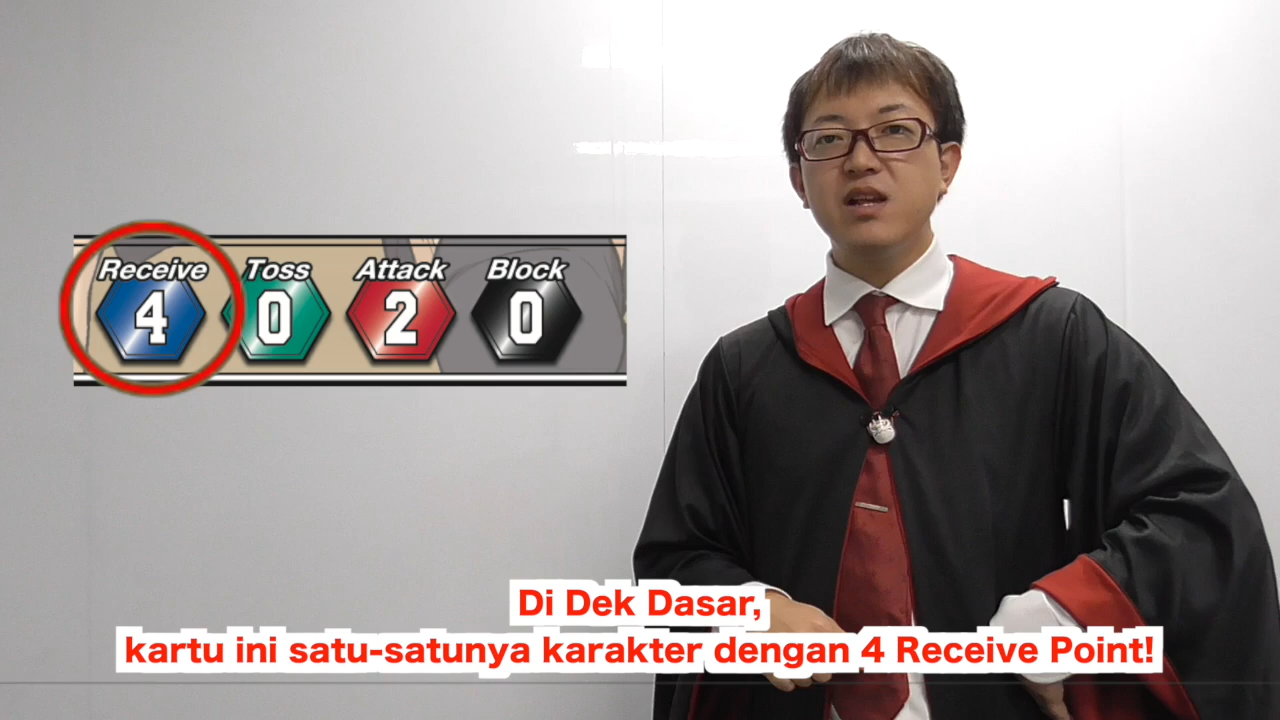 Receive Toss Attack Block
4 0 2 0
Di Dek Dasar,
kartu ini satu-satunya karakter dengan 4 Receive Point!